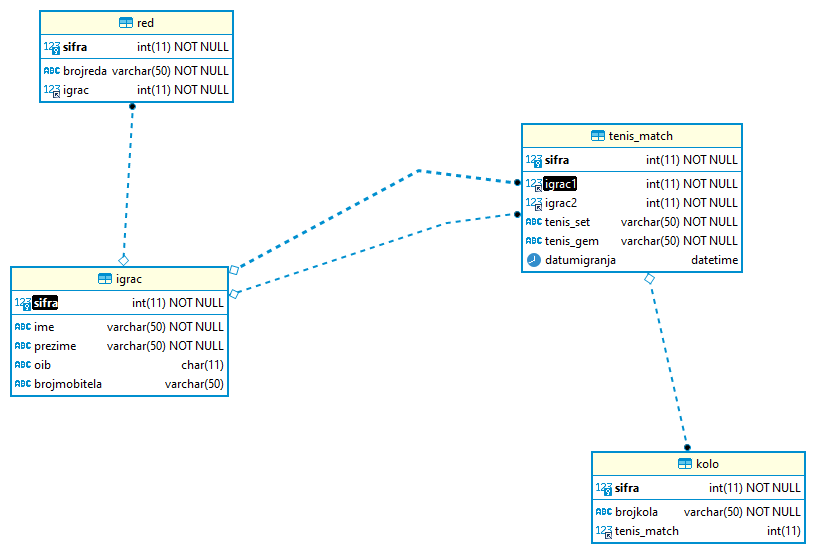 red
123 sifra int(11) NOT NULL
ABC brojreda varchar(50) NOT NULL
123 igrac int(11) NOT NULL
tenis_match
123 sifra int(11) NOT NULL
123 igrac1 int(11) NOT NULL
123 igrac2 int(11) NOT NULL
ABC tenis_set varchar(50) NOT NULL
ABC tenis_gem varchar(50) NOT NULL
datumigranja datetime
igrac
123 sifra int(11) NOT NULL
ABC ime varchar(50) NOT NULL
ABC prezime varchar(50) NOT NULL
ABC oib char(11)
ABC brojmobitela varchar(50)
kolo
123 sifra int(11) NOT NULL
ABC brojkola varchar(50) NOT NULL
123 tenis_match int(11)